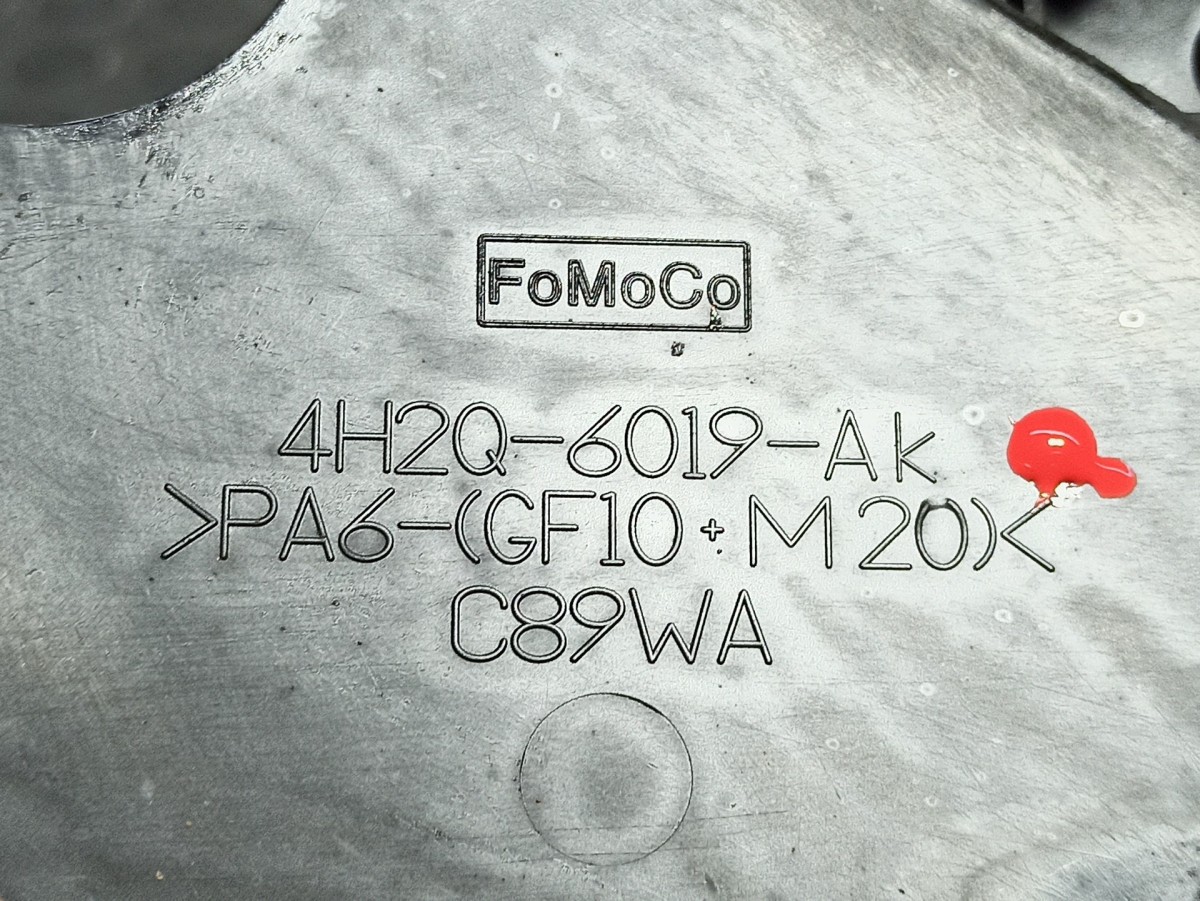 FoMoCo
4H2Q-6019-AK
>PA6-(GF10+M20)<
C89WA